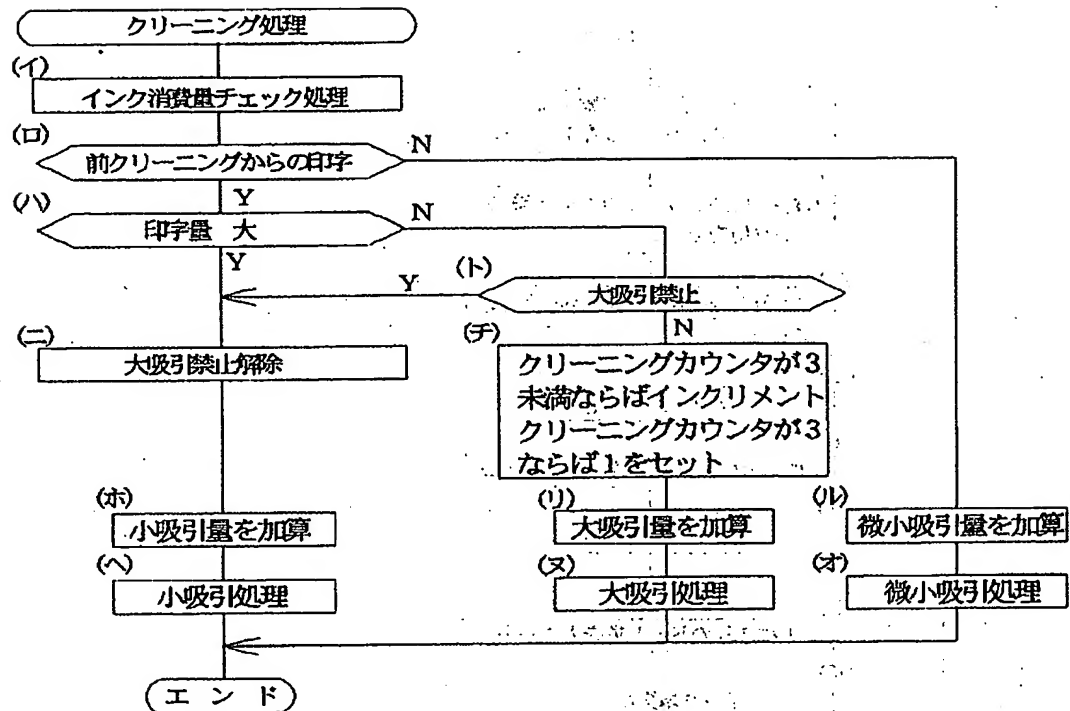 クリーニング処理
(イ)
インク消費量チェック処理
(ロ)
前クリーニングからの印字
N
Y
(ハ)
印字量 大
N
Y
(ト)
大吸引禁止
Y
N
(ニ)
大吸引禁止解除
(チ)
クリーニングカウンタが3
未満ならばインクリメント
クリーニングカウンタが3
ならば1をセット
(ホ)
小吸引量を加算
(リ)
大吸引量を加算
(ル)
微小吸引量を加算
(ヘ)
小吸引処理
(ヌ)
大吸引処理
(オ)
微小吸引処理
エンド